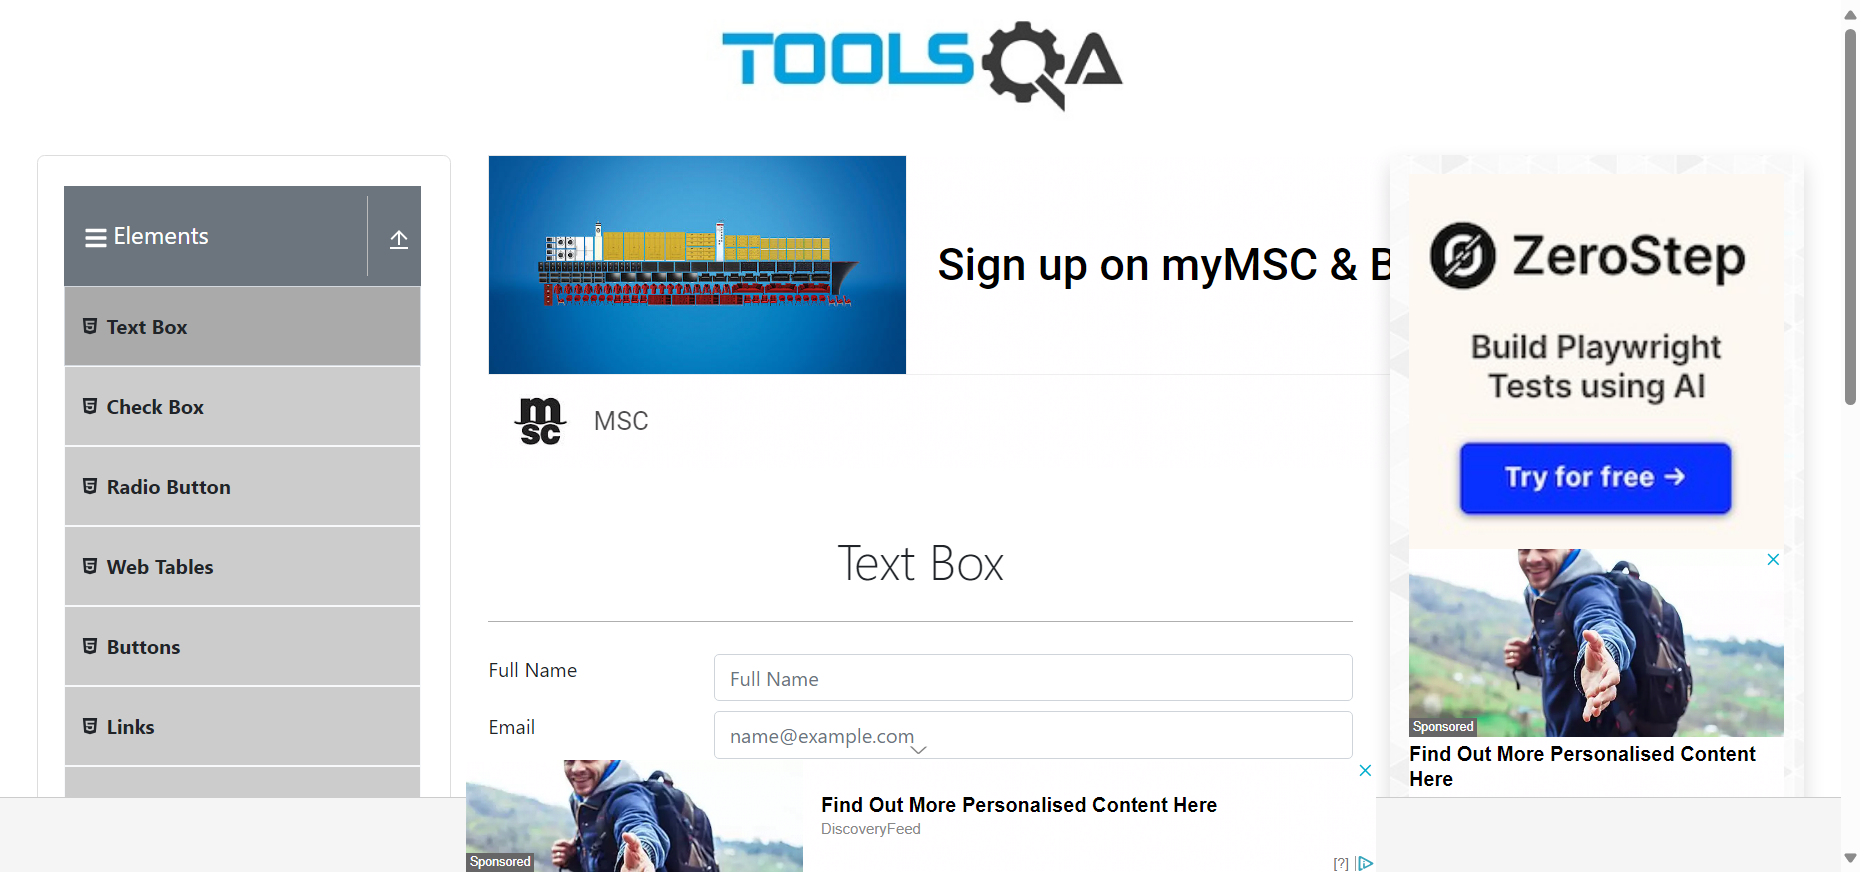 TOOLSQA
Elements
Text Box
Check Box
Radio Button
Web Tables
Buttons
Links
Sign up on myMSC & B
msc
MSC
Text Box
Full Name
Full Name
Email
name@example.com
Sponsored
Find Out More Personalised Content Here
DiscoveryFeed
[?]
ZeroStep
Build Playwright
Tests using AI
Try for free →
Sponsored
Find Out More Personalised Content
Here